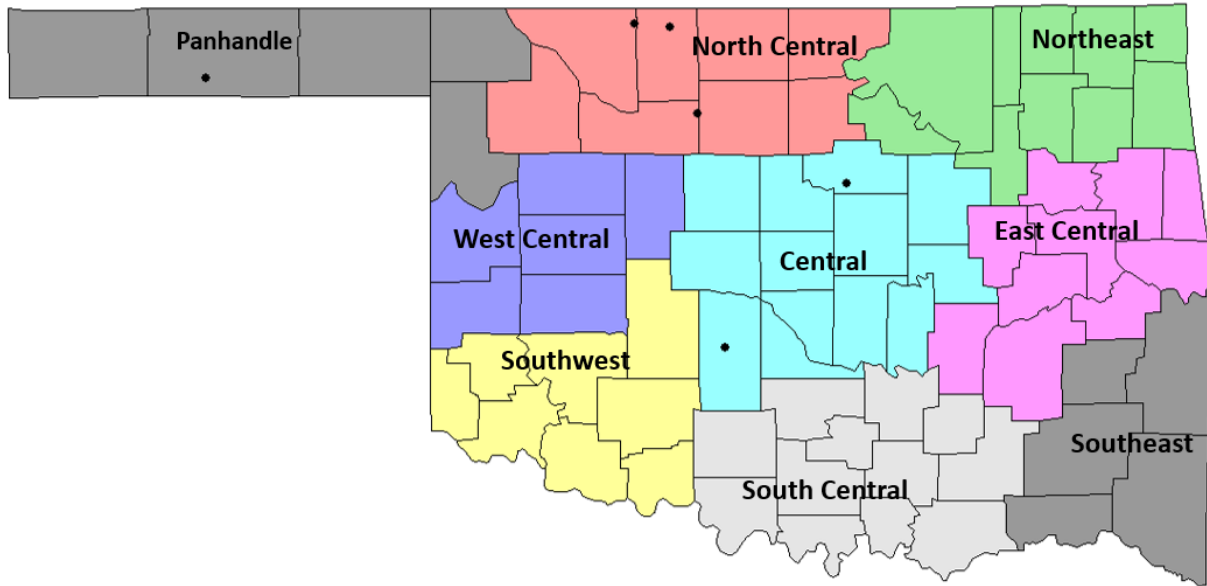 Panhandle
North Central
Northeast
West Central
Central
East Central
Southwest
Southeast
South Central